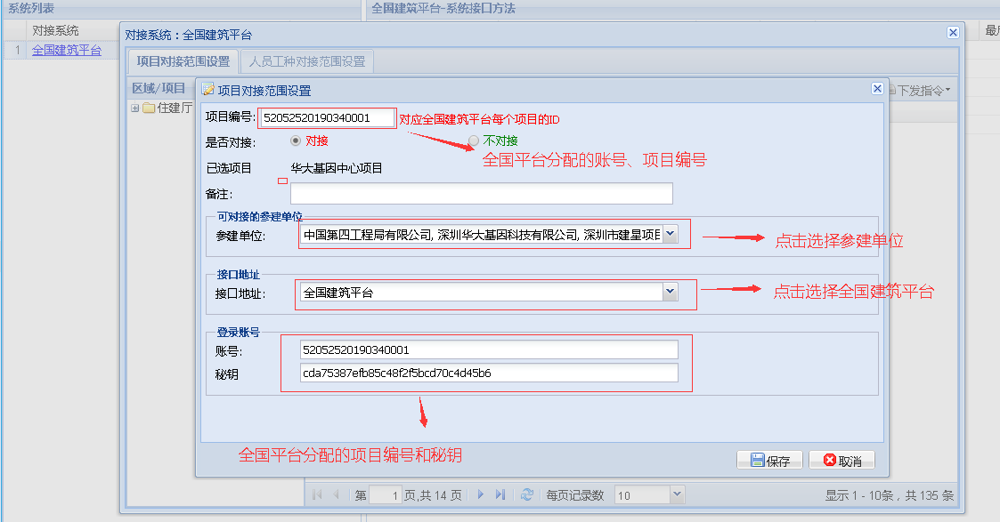 系统列表
全国建筑平台-系统接口方法
对接系统
最后
1 全国建筑平台
对接系统：全国建筑平台
项目对接范围设置 人员工种对接范围设置
区域/项目
下发指令
住建厅
项目对接范围设置
项目编号: 52052520190340001 对应全国建筑平台每个项目的ID
是否对接: 对接 不对接
全国平台分配的账号、项目编号
已选项目 华大基因中心项目
备注:
可对接的参建单位
参建单位: 中国第四工程局有限公司, 深圳华大基因科技有限公司, 深圳市建星项目
点击选择参建单位
接口地址
接口地址: 全国建筑平台
点击选择全国建筑平台
登录账号
账号: 52052520190340001
秘钥 cda75387efb85c48f2f5bcd70c4d45b6
全国平台分配的项目编号和秘钥
保存 取消
第 1 页,共 14 页 每页记录数 10 显示 1 - 10条，共 135 条